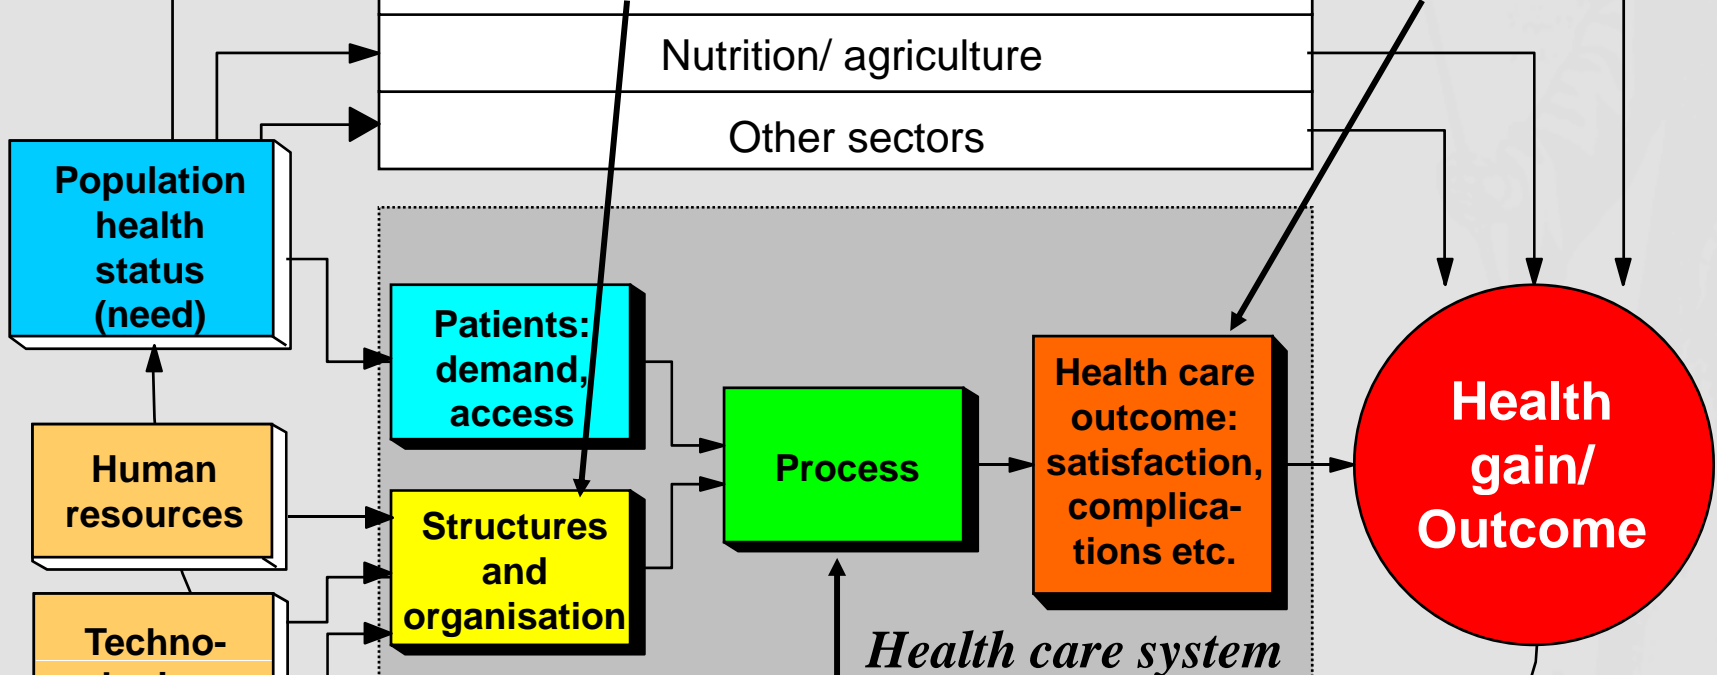 Nutrition/ agriculture
Other sectors
Population
health
status
(need)
Patients:
demand,
access
Health care
outcome:
satisfaction,
complica-
tions etc.
Health
gain/
Outcome
Process
Human
resources
Structures
and
organisation
Techno-
Health care system